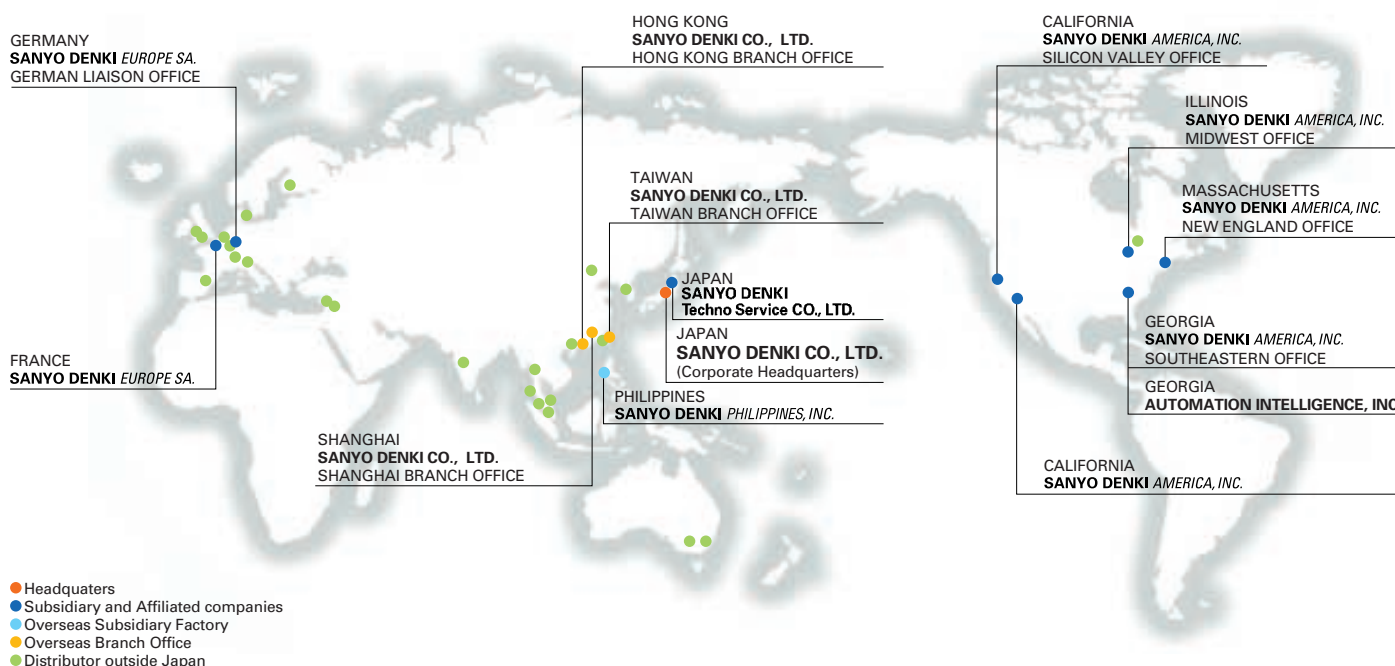 GERMANY
SANYO DENKI EUROPE SA.
GERMAN LIAISON OFFICE
HONG KONG
SANYO DENKI CO., LTD.
HONG KONG BRANCH OFFICE
CALIFORNIA
SANYO DENKI AMERICA, INC.
SILICON VALLEY OFFICE
ILLINOIS
SANYO DENKI AMERICA, INC.
MIDWEST OFFICE
TAIWAN
SANYO DENKI CO., LTD.
TAIWAN BRANCH OFFICE
MASSACHUSETTS
SANYO DENKI AMERICA, INC.
NEW ENGLAND OFFICE
JAPAN
SANYO DENKI
Techno Service CO., LTD.
JAPAN
SANYO DENKI CO., LTD.
(Corporate Headquarters)
GEORGIA
SANYO DENKI AMERICA, INC.
SOUTHEASTERN OFFICE
FRANCE
SANYO DENKI EUROPE SA.
GEORGIA
AUTOMATION INTELLIGENCE, INC
PHILIPPINES
SANYO DENKI PHILIPPINES, INC.
SHANGHAI
SANYO DENKI CO., LTD.
SHANGHAI BRANCH OFFICE
CALIFORNIA
SANYO DENKI AMERICA, INC.
Headquaters
Subsidiary and Affiliated companies
Overseas Subsidiary Factory
Overseas Branch Office
Distributor outside Japan